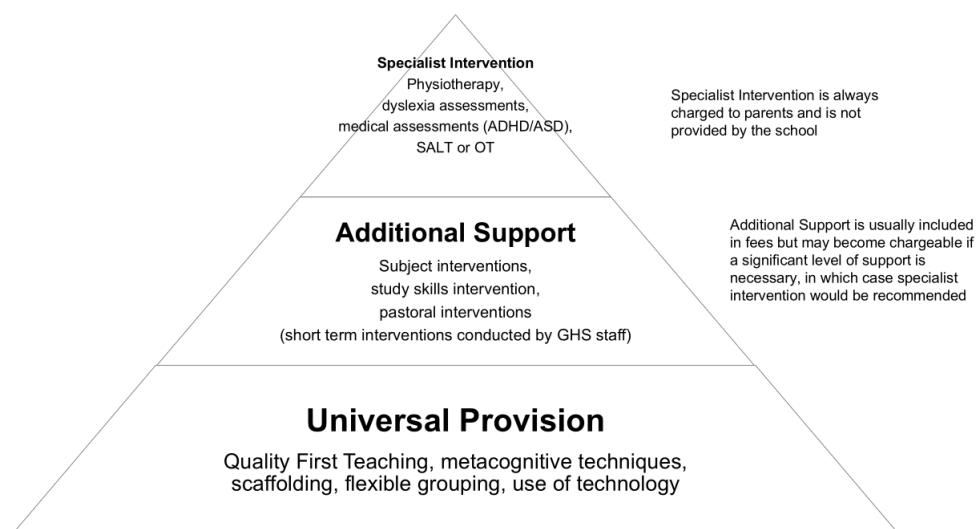 Specialist Intervention
Physiotherapy,
dyslexia assessments,
medical assessments (ADHD/ASD),
SALT or OT
Specialist Intervention is always
charged to parents and is not
provided by the school
Additional Support
Subject interventions,
study skills intervention,
pastoral interventions
(short term interventions conducted by GHS staff)
Additional Support is usually included
in fees but may become chargeable if
a significant level of support is
necessary, in which case specialist
intervention would be recommended
Universal Provision
Quality First Teaching, metacognitive techniques,
scaffolding, flexible grouping, use of technology